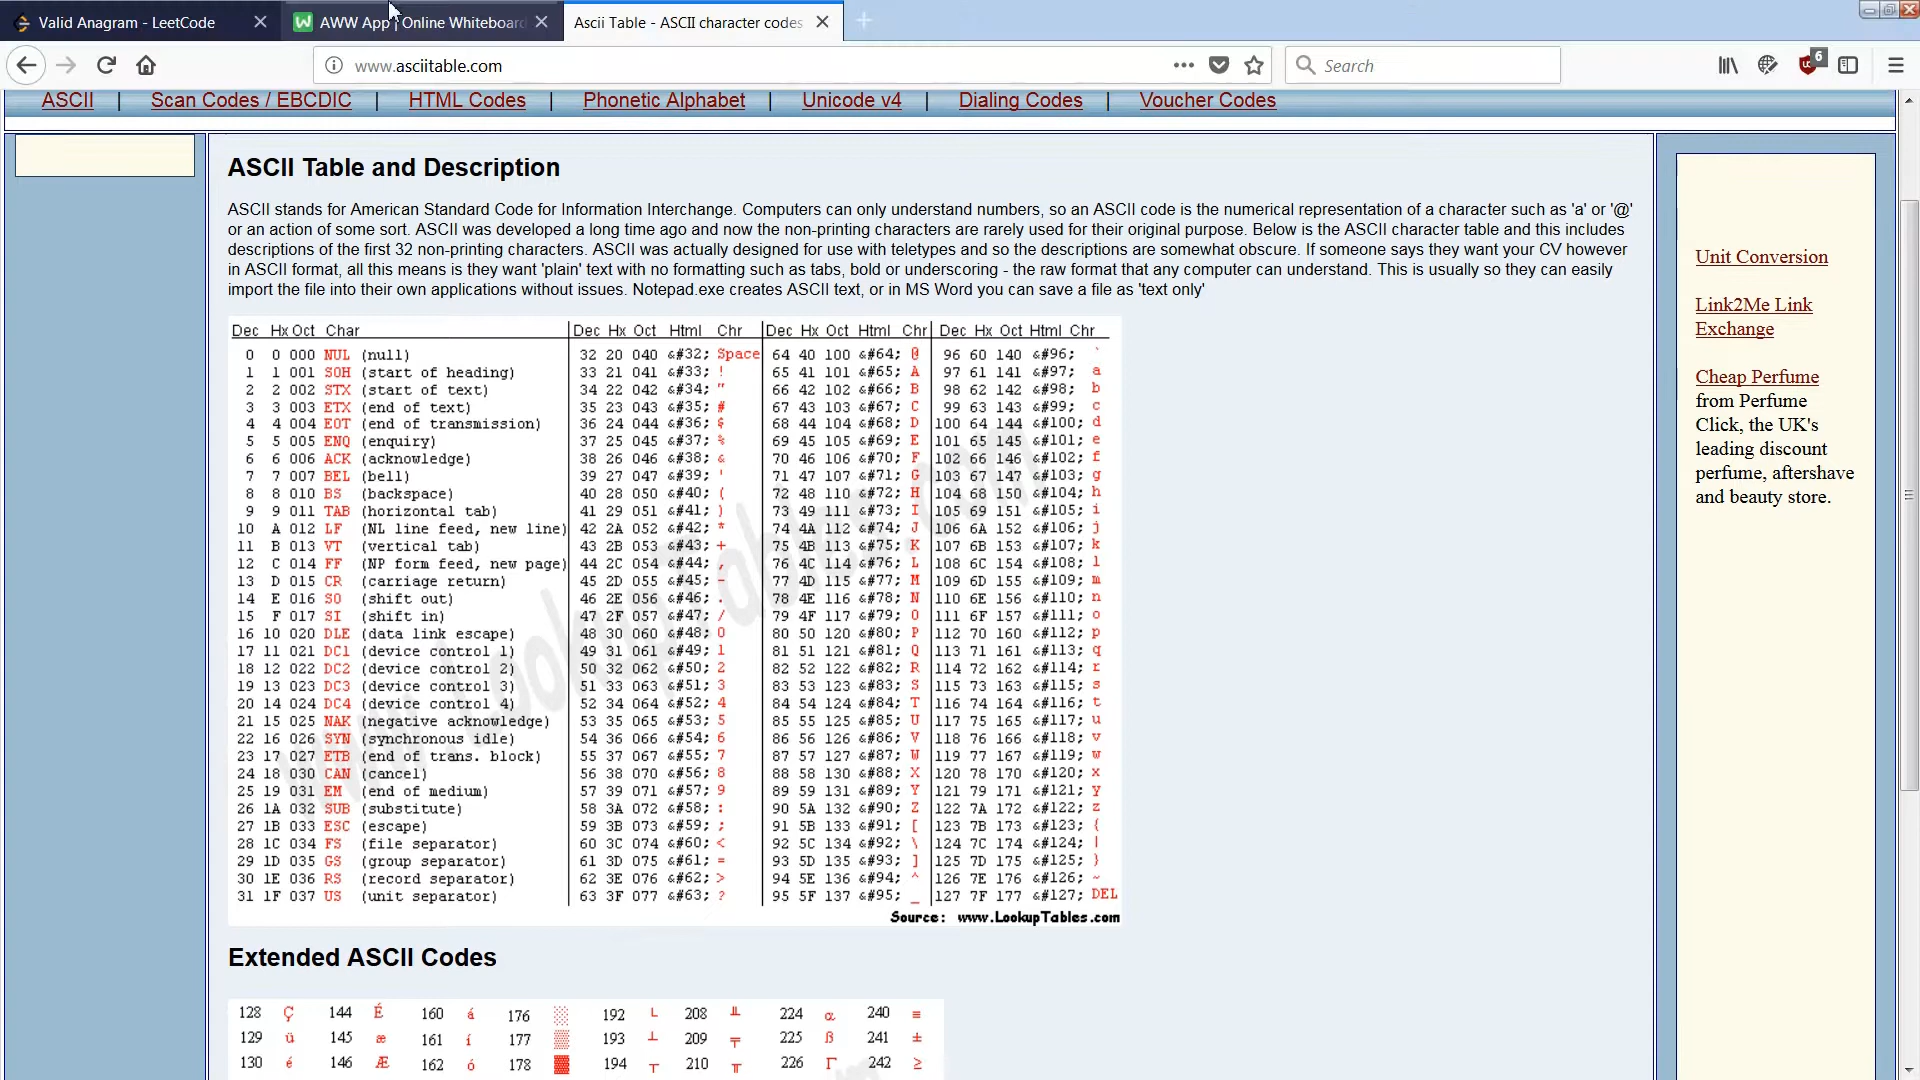 Valid Anagram - LeetCode
AWW App | Online Whiteboard
Ascii Table - ASCII character codes
www.asciitable.com
Search
6
ASCII | Scan Codes / EBCDIC | HTML Codes | Phonetic Alphabet | Unicode v4 | Dialing Codes | Voucher Codes
ASCII Table and Description
ASCII stands for American Standard Code for Information Interchange. Computers can only understand numbers, so an ASCII code is the numerical representation of a character such as 'a' or '@'
or an action of some sort. ASCII was developed a long time ago and now the non-printing characters are rarely used for their original purpose. Below is the ASCII character table and this includes
descriptions of the first 32 non-printing characters. ASCII was actually designed for use with teletypes and so the descriptions are somewhat obscure. If someone says they want your CV however
in ASCII format, all this means is they want 'plain' text with no formatting such as tabs, bold or underscoring - the raw format that any computer can understand. This is usually so they can easily
import the file into their own applications without issues. Notepad.exe creates ASCII text, or in MS Word you can save a file as 'text only'
Dec Hx Oct Char Dec Hx Oct Html Chr Dec Hx Oct Html Chr Dec Hx Oct Html Chr
0 0 000 NUL (null) 32 20 040 &#32; Space 64 40 100 &#64; @ 96 60 140 &#96; `
1 1 001 SOH (start of heading) 33 21 041 &#33; ! 65 41 101 &#65; A 97 61 141 &#97; a
2 2 002 STX (start of text) 34 22 042 &#34; " 66 42 102 &#66; B 98 62 142 &#98; b
3 3 003 ETX (end of text) 35 23 043 &#35; # 67 43 103 &#67; C 99 63 143 &#99; c
4 4 004 EOT (end of transmission) 36 24 044 &#36; $ 68 44 104 &#68; D 100 64 144 &#100; d
5 5 005 ENQ (enquiry) 37 25 045 &#37; % 69 45 105 &#69; E 101 65 145 &#101; e
6 6 006 ACK (acknowledge) 38 26 046 &#38; & 70 46 106 &#70; F 102 66 146 &#102; f
7 7 007 BEL (bell) 39 27 047 &#39; ' 71 47 107 &#71; G 103 67 147 &#103; g
8 8 010 BS (backspace) 40 28 050 &#40; ( 72 48 110 &#72; H 104 68 150 &#104; h
9 9 011 TAB (horizontal tab) 41 29 051 &#41; ) 73 49 111 &#73; I 105 69 151 &#105; i
10 A 012 LF (NL line feed, new line) 42 2A 052 &#42; * 74 4A 112 &#74; J 106 6A 152 &#106; j
11 B 013 VT (vertical tab) 43 2B 053 &#43; + 75 4B 113 &#75; K 107 6B 153 &#107; k
12 C 014 FF (NP form feed, new page) 44 2C 054 &#44; , 76 4C 114 &#76; L 108 6C 154 &#108; l
13 D 015 CR (carriage return) 45 2D 055 &#45; - 77 4D 115 &#77; M 109 6D 155 &#109; m
14 E 016 SO (shift out) 46 2E 056 &#46; . 78 4E 116 &#78; N 110 6E 156 &#110; n
15 F 017 SI (shift in) 47 2F 057 &#47; / 79 4F 117 &#79; O 111 6F 157 &#111; o
16 10 020 DLE (data link escape) 48 30 060 &#48; 0 80 50 120 &#80; P 112 70 160 &#112; p
17 11 021 DC1 (device control 1) 49 31 061 &#49; 1 81 51 121 &#81; Q 113 71 161 &#113; q
18 12 022 DC2 (device control 2) 50 32 062 &#50; 2 82 52 122 &#82; R 114 72 162 &#114; r
19 13 023 DC3 (device control 3) 51 33 063 &#51; 3 83 53 123 &#83; S 115 73 163 &#115; s
20 14 024 DC4 (device control 4) 52 34 064 &#52; 4 84 54 124 &#84; T 116 74 164 &#116; t
21 15 025 NAK (negative acknowledge) 53 35 065 &#53; 5 85 55 125 &#85; U 117 75 165 &#117; u
22 16 026 SYN (synchronous idle) 54 36 066 &#54; 6 86 56 126 &#86; V 118 76 166 &#118; v
23 17 027 ETB (end of trans. block) 55 37 067 &#55; 7 87 57 127 &#87; W 119 77 167 &#119; w
24 18 030 CAN (cancel) 56 38 070 &#56; 8 88 58 130 &#88; X 120 78 170 &#120; x
25 19 031 EM (end of medium) 57 39 071 &#57; 9 89 59 131 &#89; Y 121 79 171 &#121; y
26 1A 032 SUB (substitute) 58 3A 072 &#58; : 90 5A 132 &#90; Z 122 7A 172 &#122; z
27 1B 033 ESC (escape) 59 3B 073 &#59; ; 91 5B 133 &#91; [ 123 7B 173 &#123; {
28 1C 034 FS (file separator) 60 3C 074 &#60; < 92 5C 134 &#92; \ 124 7C 174 &#124; |
29 1D 035 GS (group separator) 61 3D 075 &#61; = 93 5D 135 &#93; ] 125 7D 175 &#125; }
30 1E 036 RS (record separator) 62 3E 076 &#62; > 94 5E 136 &#94; ^ 126 7E 176 &#126; ~
31 1F 037 US (unit separator) 63 3F 077 &#63; ? 95 5F 137 &#95; _ 127 7F 177 &#127; DEL
www.LookupTables.com
Source: www.LookupTables.com
Extended ASCII Codes
128 Ç 144 É 160 á 176 ░ 192 └ 208 ╨ 224 α 240 ≡
129 ü 145 æ 161 í 177 ▒ 193 ┴ 209 ╤ 225 ß 241 ±
130 é 146 Æ 162 ó 178 ▓ 194 ┬ 210 ╥ 226 Γ 242 ≥
Unit Conversion
Link2Me Link
Exchange
Cheap Perfume
from Perfume
Click, the UK's
leading discount
perfume, aftershave
and beauty store.